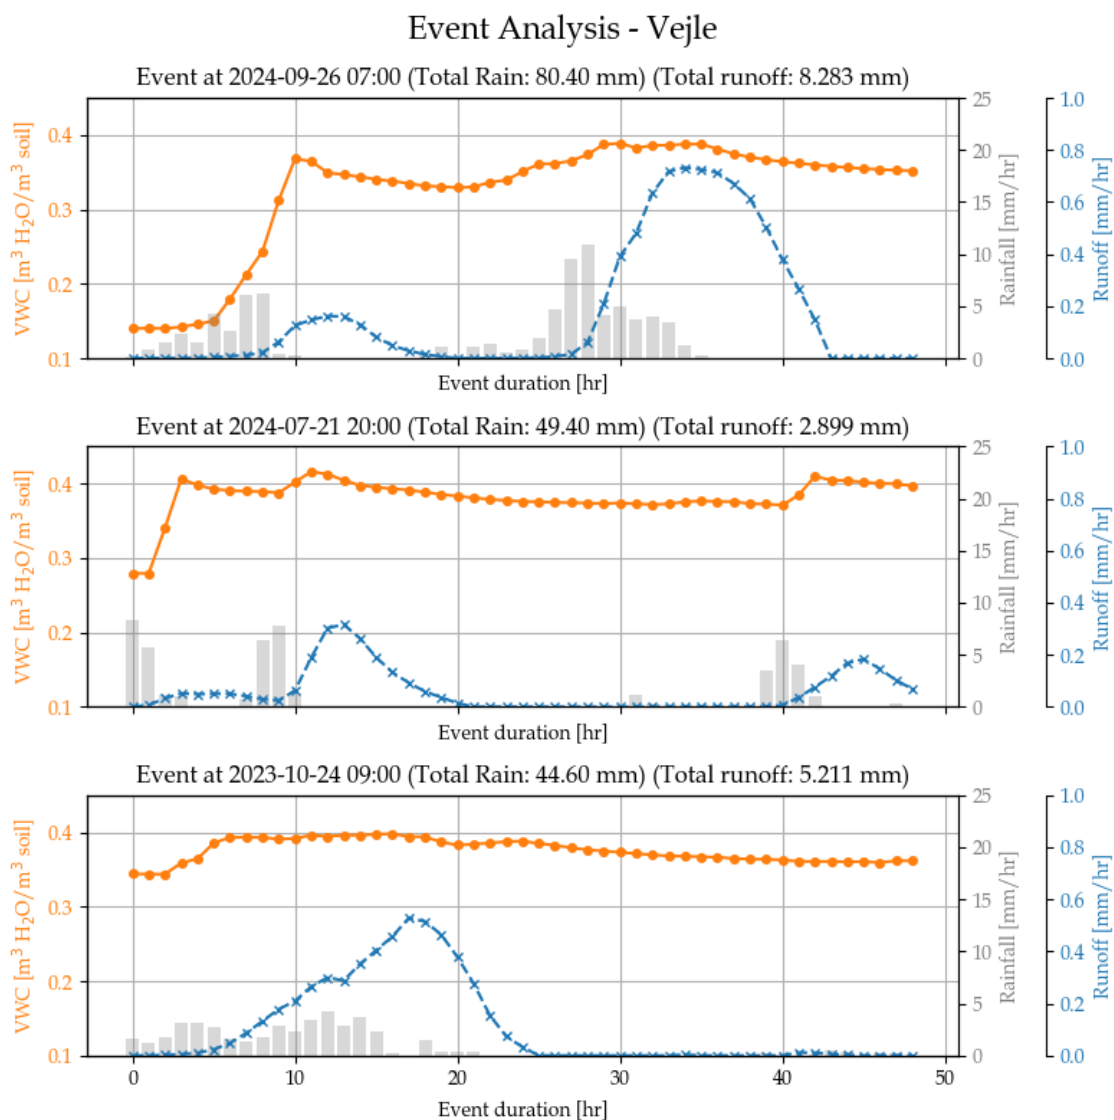 Event Analysis - Vejle
Event at 2024-09-26 07:00 (Total Rain: 80.40 mm) (Total runoff: 8.283 mm)
VWC [m³ H₂O/m³ soil]
0.4
0.3
0.2
0.1
25
20
15
10
5
0
Rainfall [mm/hr]
1.0
0.8
0.6
0.4
0.2
0.0
Runoff [mm/hr]
Event duration [hr]
Event at 2024-07-21 20:00 (Total Rain: 49.40 mm) (Total runoff: 2.899 mm)
VWC [m³ H₂O/m³ soil]
0.4
0.3
0.2
0.1
25
20
15
10
5
0
Rainfall [mm/hr]
1.0
0.8
0.6
0.4
0.2
0.0
Runoff [mm/hr]
Event duration [hr]
Event at 2023-10-24 09:00 (Total Rain: 44.60 mm) (Total runoff: 5.211 mm)
VWC [m³ H₂O/m³ soil]
0.4
0.3
0.2
0.1
25
20
15
10
5
0
Rainfall [mm/hr]
1.0
0.8
0.6
0.4
0.2
0.0
Runoff [mm/hr]
0 10 20 30 40 50
Event duration [hr]